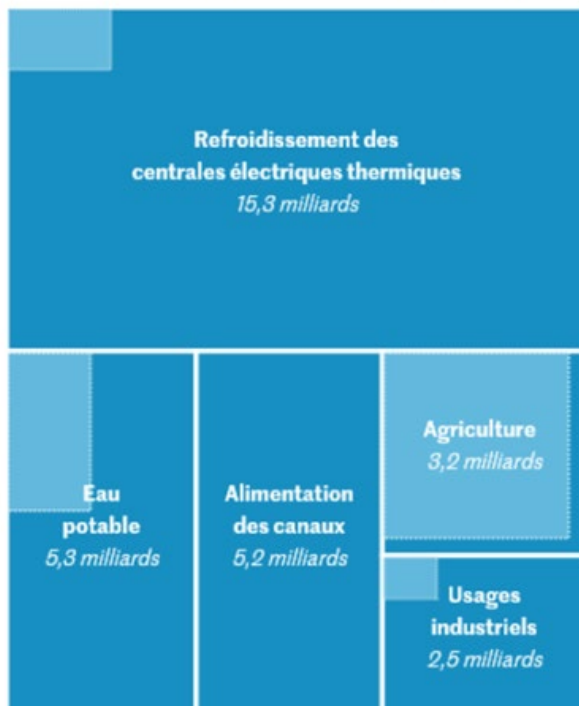 Refroidissement des
centrales électriques thermiques
15,3 milliards
Eau
potable
5,3 milliards
Alimentation
des canaux
5,2 milliards
Agriculture
3,2 milliards
Usages
industriels
2,5 milliards